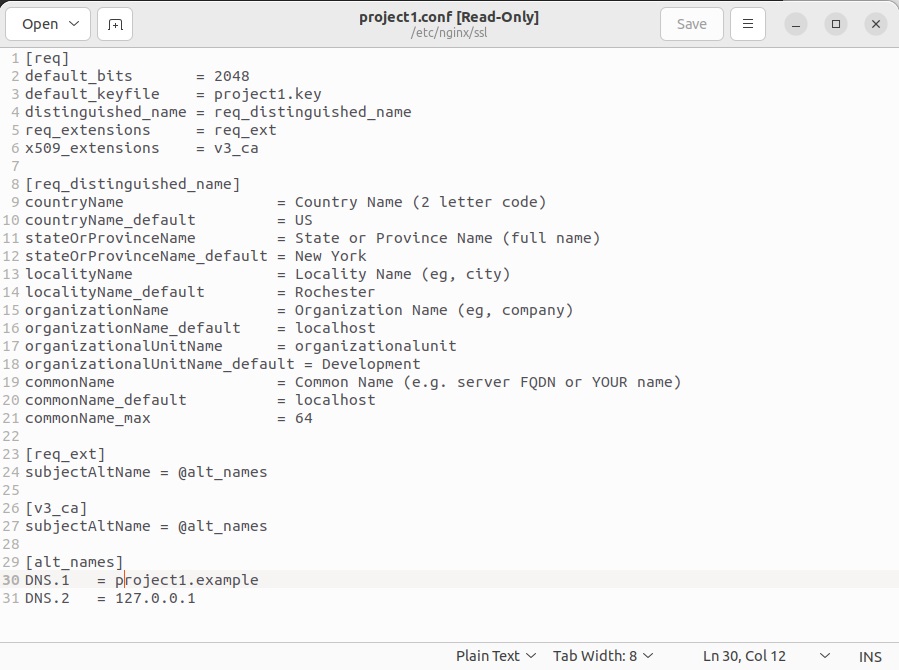 Open
project1.conf [Read-Only]
/etc/nginx/ssl
Save
1 [req]
2 default_bits       = 2048
3 default_keyfile    = project1.key
4 distinguished_name = req_distinguished_name
5 req_extensions     = req_ext
6 x509_extensions    = v3_ca
7
8 [req_distinguished_name]
9 countryName                 = Country Name (2 letter code)
10 countryName_default         = US
11 stateOrProvinceName         = State or Province Name (full name)
12 stateOrProvinceName_default = New York
13 localityName                = Locality Name (eg, city)
14 localityName_default        = Rochester
15 organizationName            = Organization Name (eg, company)
16 organizationName_default    = localhost
17 organizationalUnitName      = organizationalunit
18 organizationalUnitName_default = Development
19 commonName                  = Common Name (e.g. server FQDN or YOUR name)
20 commonName_default          = localhost
21 commonName_max              = 64
22
23 [req_ext]
24 subjectAltName = @alt_names
25
26 [v3_ca]
27 subjectAltName = @alt_names
28
29 [alt_names]
30 DNS.1   = project1.example
31 DNS.2   = 127.0.0.1
Plain Text Tab Width: 8 Ln 30, Col 12 INS